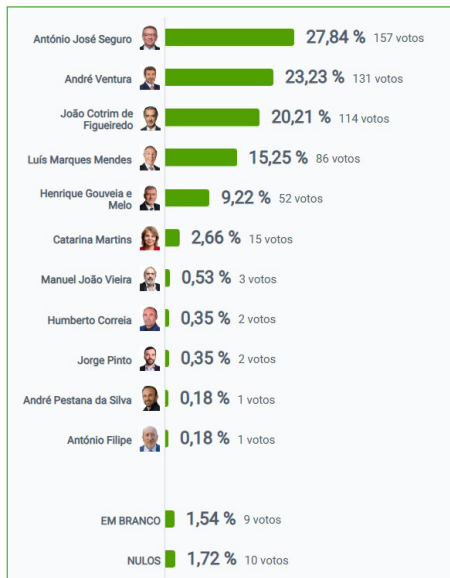 António José Seguro 27,84 % 157 votos
André Ventura 23,23 % 131 votos
João Cotrim de
Figueiredo 20,21 % 114 votos
Luís Marques Mendes 15,25 % 86 votos
Henrique Gouveia e
Melo 9,22 % 52 votos
Catarina Martins 2,66 % 15 votos
Manuel João Vieira 0,53 % 3 votos
Humberto Correia 0,35 % 2 votos
Jorge Pinto 0,35 % 2 votos
André Pestana da Silva 0,18 % 1 votos
António Filipe 0,18 % 1 votos
EM BRANCO 1,54 % 9 votos
NULOS 1,72 % 10 votos